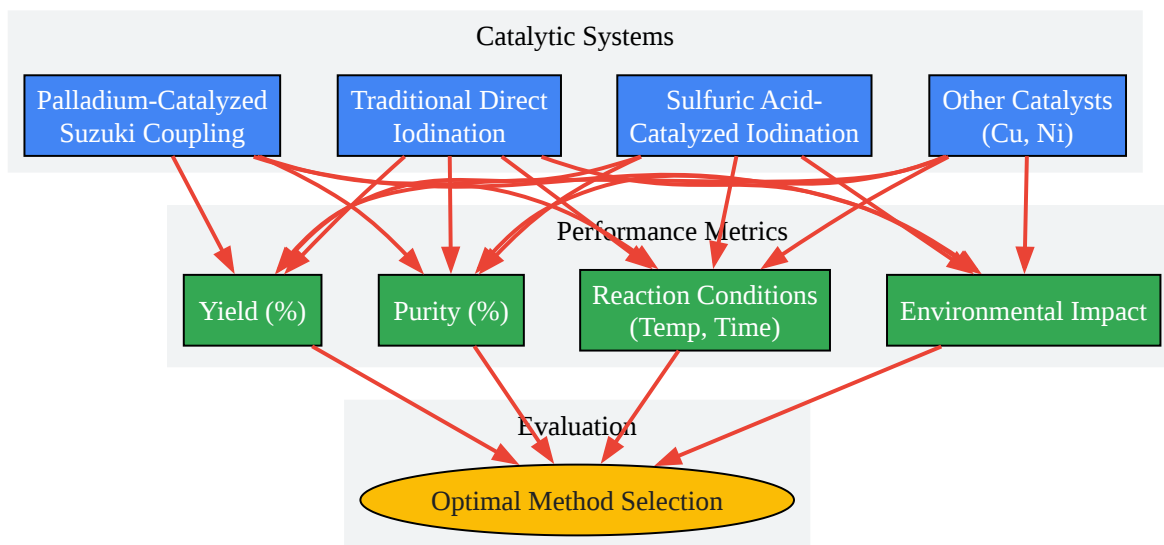 Catalytic Systems
Palladium-Catalyzed
Suzuki Coupling
Traditional Direct
Iodination
Sulfuric Acid-
Catalyzed Iodination
Other Catalysts
(Cu, Ni)
Performance Metrics
Yield (%)
Purity (%)
Reaction Conditions
(Temp, Time)
Environmental Impact
Evaluation
Optimal Method Selection